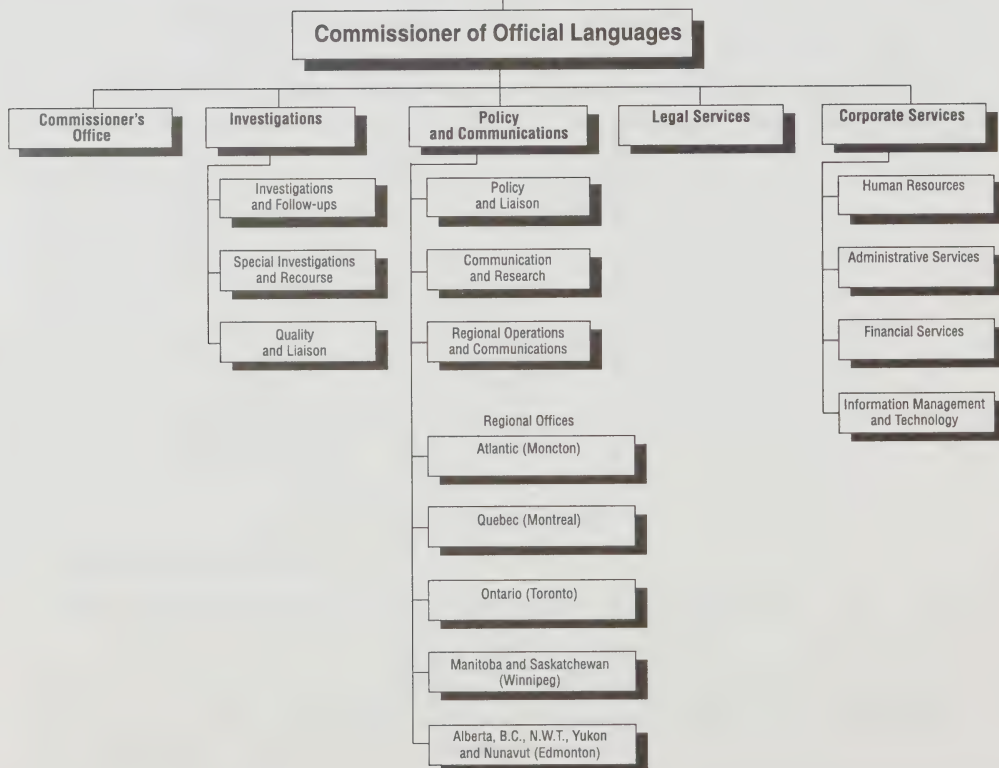 Commissioner of Official Languages
Commissioner's
Office
Investigations
Investigations
and Follow-ups
Special Investigations
and Recourse
Quality
and Liaison
Policy
and Communications
Policy
and Liaison
Communication
and Research
Regional Operations
and Communications
Regional Offices
Atlantic (Moncton)
Quebec (Montreal)
Ontario (Toronto)
Manitoba and Saskatchewan
(Winnipeg)
Alberta, B.C., N.W.T., Yukon
and Nunavut (Edmonton)
Legal Services
Corporate Services
Human Resources
Administrative Services
Financial Services
Information Management
and Technology